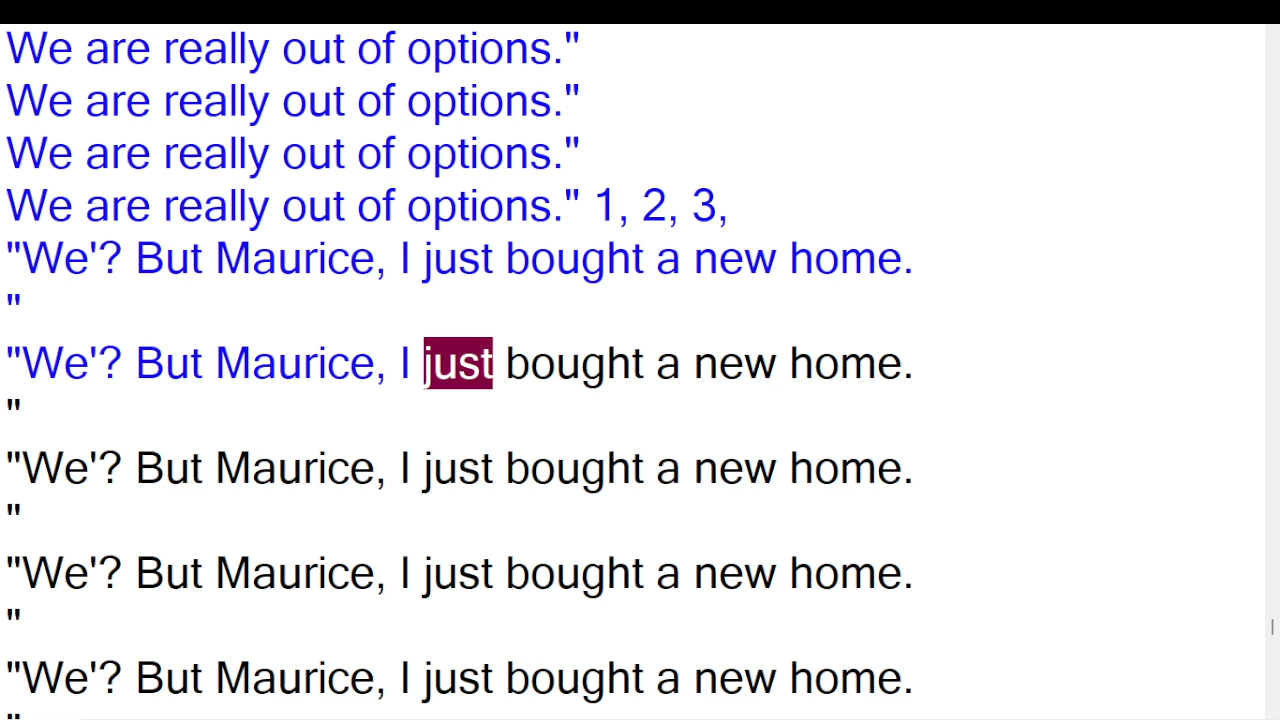 We are really out of options."
We are really out of options."
We are really out of options."
We are really out of options." 1, 2, 3,
"We'? But Maurice, I just bought a new home.
"
"We'? But Maurice, I just bought a new home.
"
"We'? But Maurice, I just bought a new home.
"
"We'? But Maurice, I just bought a new home.
"
"We'? But Maurice, I just bought a new home.
"